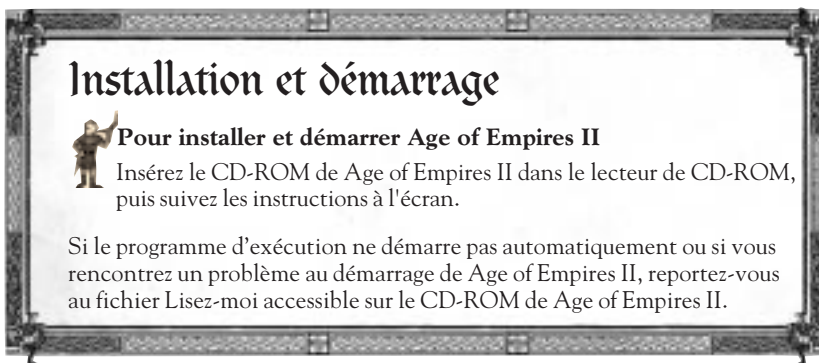 Installation et démarrage
Pour installer et démarrer Age of Empires II
Insérez le CD-ROM de Age of Empires II dans le lecteur de CD-ROM,
puis suivez les instructions à l'écran.
Si le programme d’exécution ne démarre pas automatiquement ou si vous
rencontrez un problème au démarrage de Age of Empires II, reportez-vous
au fichier Lisez-moi accessible sur le CD-ROM de Age of Empires II.